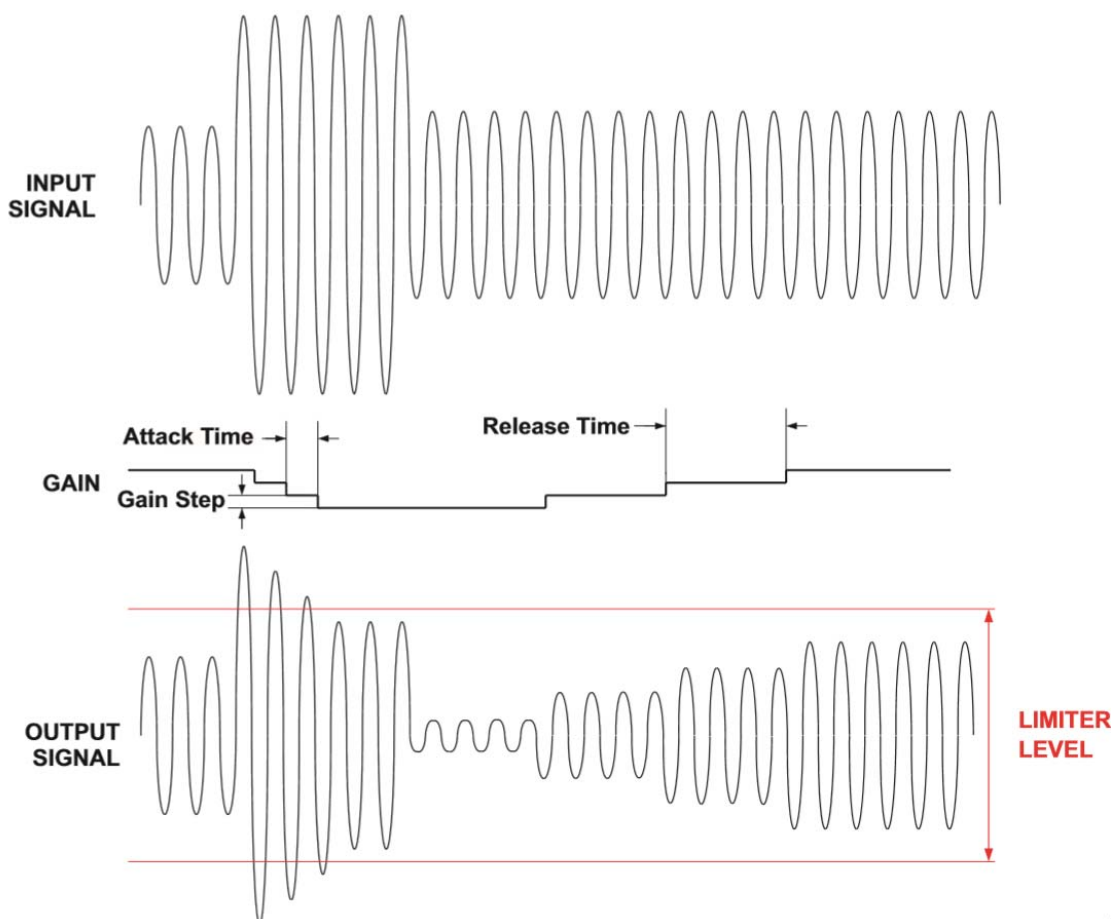 INPUT
SIGNAL
Attack Time
Release Time
GAIN
Gain Step
OUTPUT
SIGNAL
LIMITER
LEVEL